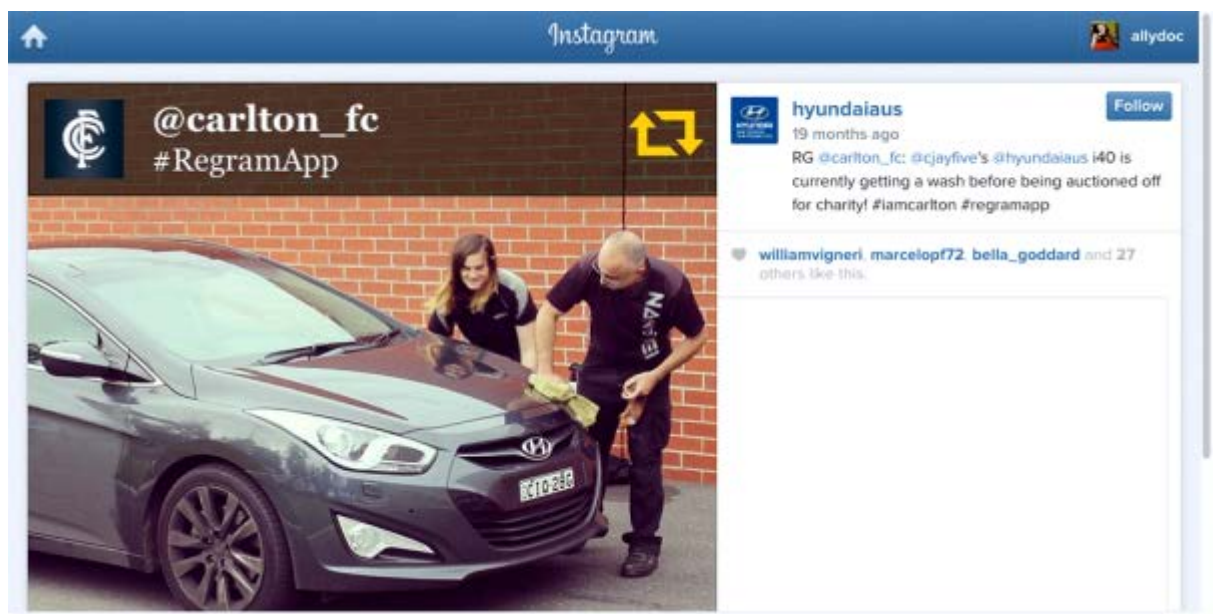 Instagram
allydoc
@carlton_fc
#RegramApp
hyundaiaus
Follow
19 months ago
RG @carlton_fc: @cjayfive's @hyundaiaus i40 is
currently getting a wash before being auctioned off
for charity! #iamcarlton #regramapp
williamvigneri, marcelopf72, bella_goddard and 27
others like this.